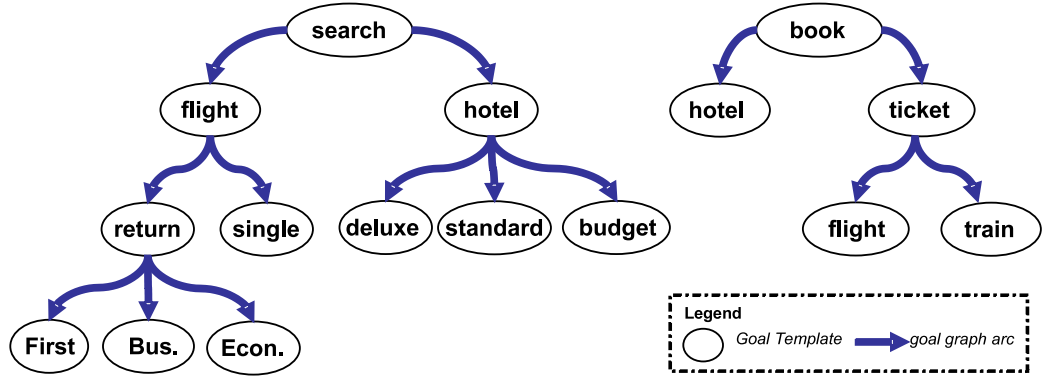 search
book
flight
hotel
hotel
ticket
return
single
deluxe
standard
budget
flight
train
First
Bus.
Econ.
Legend
Goal Template
goal graph arc